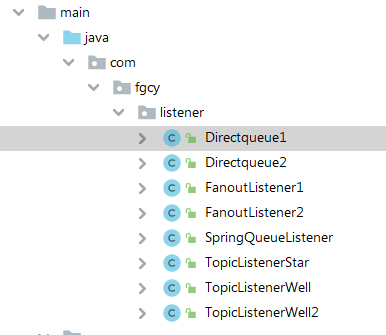 main
java
com
fgcy
listener
Directqueue1
Directqueue2
FanoutListener1
FanoutListener2
SpringQueueListener
TopicListenerStar
TopicListenerWell
TopicListenerWell2